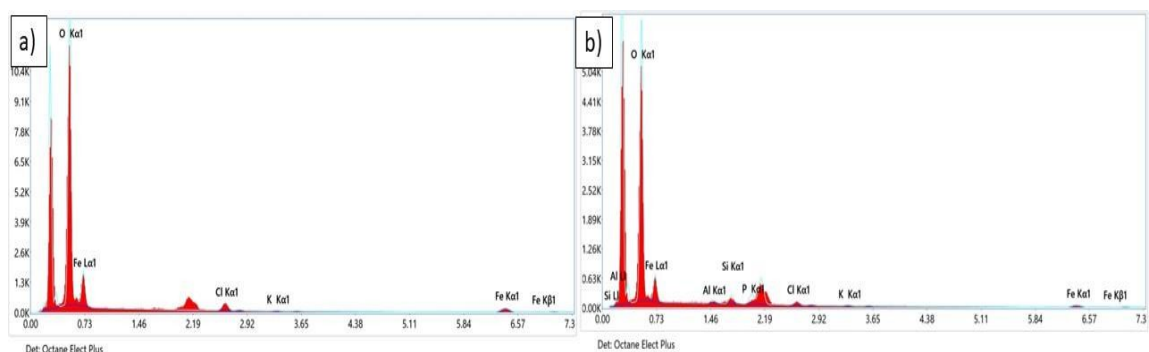 a)
O Kα1
10.4K
9.1K
7.8K
6.5K
5.2K
3.9K
2.6K
1.3K
0.0K
Fe Lα1
Cl Kα1
K Kα1
Fe Kα1
Fe Kβ1
0.00 0.73 1.46 2.19 2.92 3.65 4.38 5.11 5.84 6.57 7.3
Det: Octane Elect Plus
b)
O Kα1
5.04K
4.41K
3.78K
3.15K
2.52K
1.89K
1.26K
0.63K
0.00K
Al Ll
Si Ll
Fe Lα1
Al Kα1
Si Kα1
P Kα1
Cl Kα1
K Kα1
Fe Kα1
Fe Kβ1
0.00 0.73 1.46 2.19 2.92 3.65 4.38 5.11 5.84 6.57 7.3
Det: Octane Elect Plus